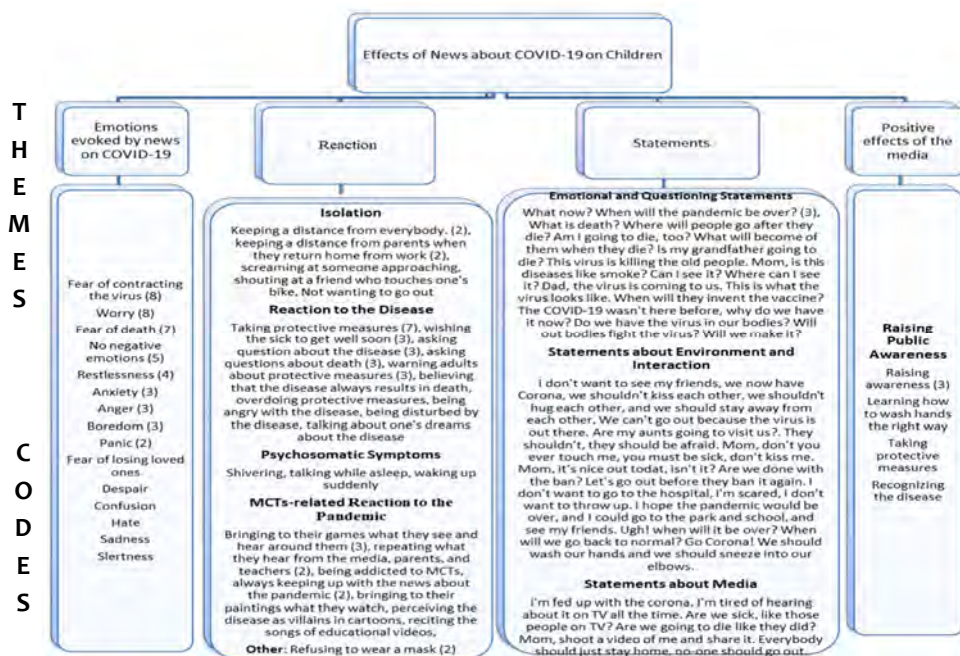 Effects of News about COVID-19 on Children
THEMES
Emotions
evoked by news
on COVID-19
Reaction
Statements
Positive
effects of the
media
CODES
Fear of contracting
the virus (8)
Worry (8)
Fear of death (7)
No negative
emotions (5)
Restlessness (4)
Anxiety (3)
Anger (3)
Boredom (3)
Panic (2)
Fear of losing loved
ones
Despair
Confusion
Hate
Sadness
Slertness
Isolation
Keeping a distance from everybody. (2),
keeping a distance from parents when
they return home from work (2),
screaming at someone approaching,
shouting at a friend who touches one's
bike, Not wanting to go out
Reaction to the Disease
Taking protective measures (7), wishing
the sick to get well soon (3), asking
question about the disease (3), asking
questions about death (3), warning adults
about protective measures (3), believing
that the disease always results in death,
overdoing protective measures, being
angry with the disease, being disturbed by
the disease, talking about one's dreams
about the disease
Psychosomatic Symptoms
Shivering, talking while asleep, waking up
suddenly
MCTs-related Reaction to the
Pandemic
Bringing to their games what they see and
hear around them (3), repeating what
they hear from the media, parents, and
teachers (2), being addicted to MCTs,
always keeping up with the news about
the pandemic (2), bringing to their
paintings what they watch, perceiving the
disease as villains in cartoons, reciting the
songs of educational videos,
Other: Refusing to wear a mask (2)
Emotional and Questioning Statements
What now? When will the pandemic be over? (3),
What is death? Where will people go after they
die? Am I going to die, too? What will become of
them when they die? Is my grandfather going to
die? This virus is killing the old people. Mom, is this
diseases like smoke? Can I see it? Where can I see
it? Dad, the virus is coming to us. This is what the
virus looks like. When will they invent the vaccine?
The COVID-19 wasn't here before, why do we have
it now? Do we have the virus in our bodies? Will
out bodies fight the virus? Will we make it?
Statements about Environment and
Interaction
I don't want to see my friends, we now have
Corona, we shouldn't kiss each other, we shouldn't
hug each other, and we should stay away from
each other, We can't go out because the virus is
out there. Are my aunts going to visit us?. They
shouldn't, they should be afraid. Mom, don't you
ever touch me, you must be sick, don't kiss me.
Mom, it's nice out todat, isn't it? Are we done with
the ban? Let's go out before they ban it again. I
don't want to go to the hospital, I'm scared, I don't
want to throw up. I hope the pandemic would be
over, and I could go to the park and school, and
see my friends. Ugh! when will it be over? When
will we go back to normal? Go Corona! We should
wash our hands and we should sneeze into our
elbows.
Statements about Media
I'm fed up with the corona. I'm tired of hearing
about it on TV all the time. Are we sick, like those
people on TV? Are we going to die like they did?
Mom, shoot a video of me and share it. Everybody
should just stay home, no-one should go out.
Raising
Public
Awareness
Raising
awareness (3)
Learning how
to wash hands
the right way
Taking
protective
measures
Recognizing
the disease